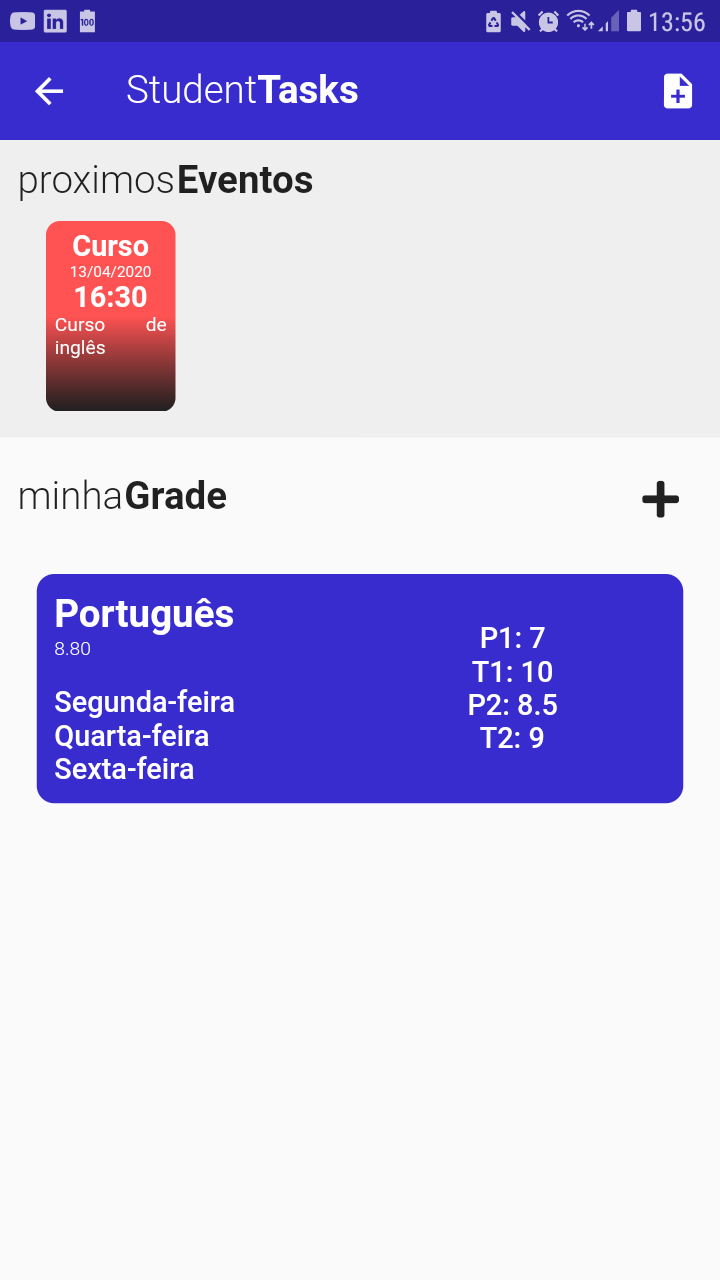 100
13:56
StudentTasks
proximosEventos
Curso
13/04/2020
16:30
Curso de
inglês
minhaGrade
Português
8.80
Segunda-feira
Quarta-feira
Sexta-feira
P1: 7
T1: 10
P2: 8.5
T2: 9